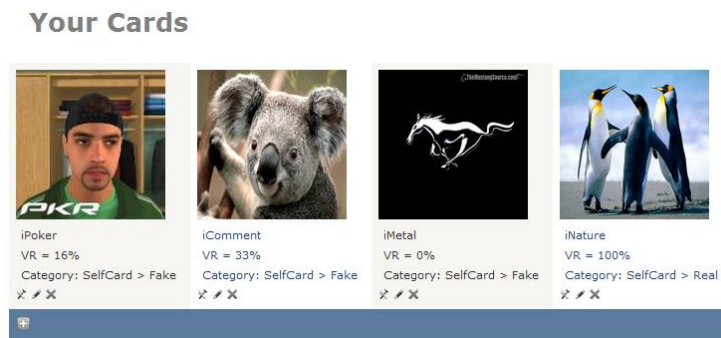 Your Cards
PKR
TheMustangSource.com
iPoker
VR = 16%
Category: SelfCard > Fake
iComment
VR = 33%
Category: SelfCard > Fake
iMetal
VR = 0%
Category: SelfCard > Fake
iNature
VR = 100%
Category: SelfCard > Real